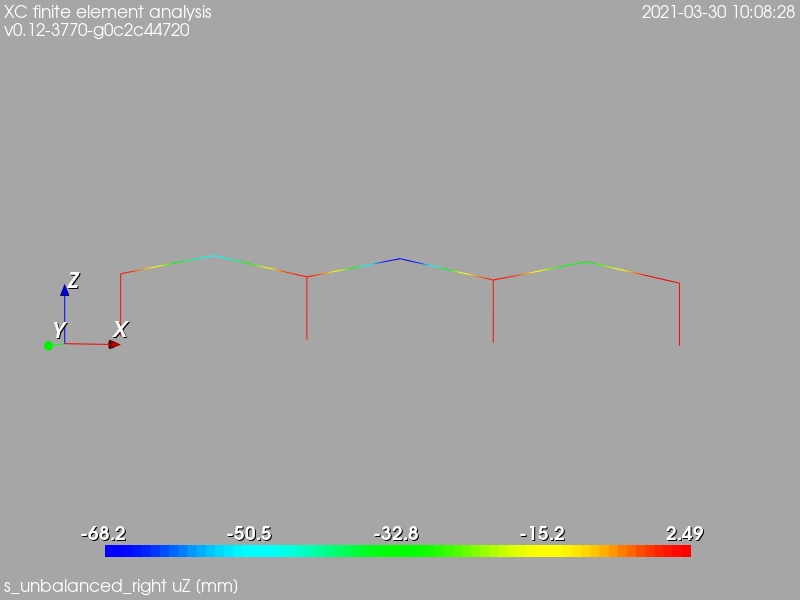 XC finite element analysis
2021-03-30 10:08:28
v0.12-3770-g0c2c44720
Z
Y
X
-68.2 -50.5 -32.8 -15.2 2.49
s_unbalanced_right uZ [mm]